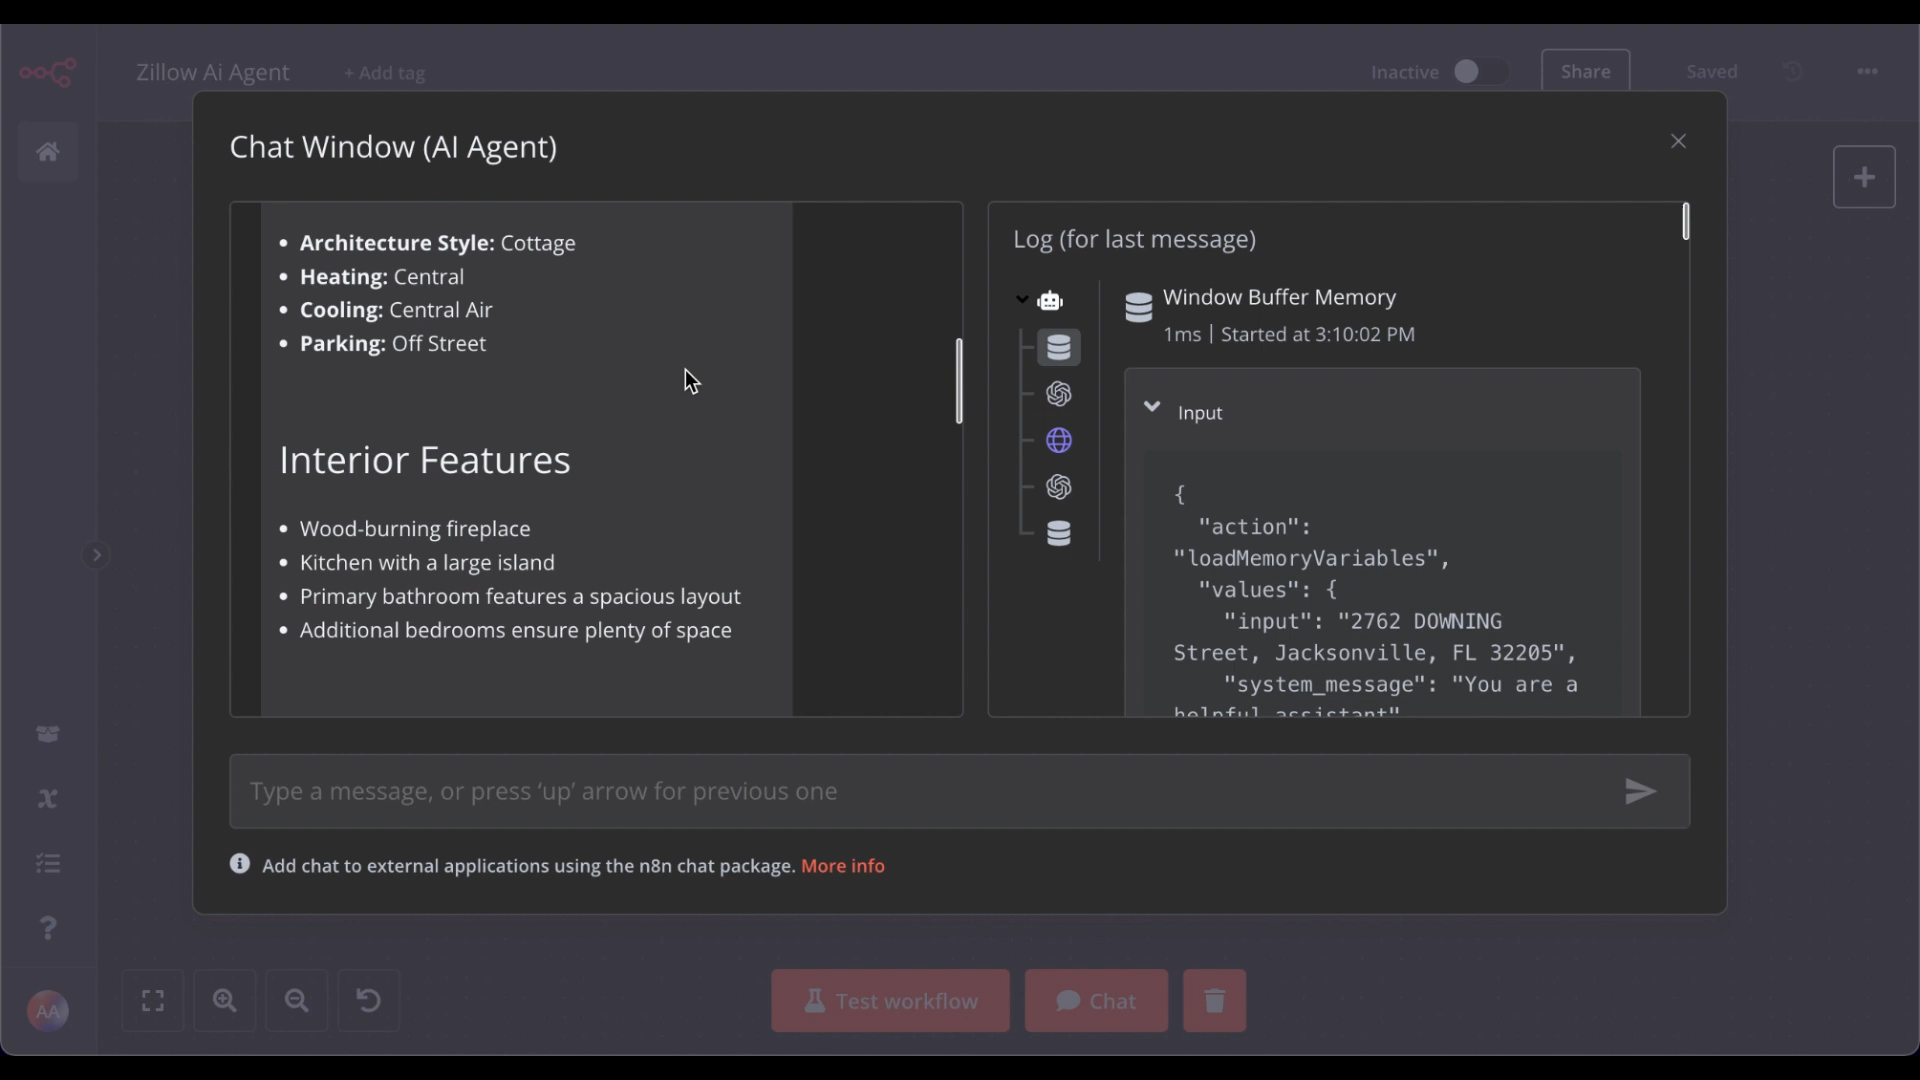 Zillow Ai Agent
+ Add tag
Inactive
Share
Saved
Chat Window (AI Agent)
• Architecture Style: Cottage
• Heating: Central
• Cooling: Central Air
• Parking: Off Street
Interior Features
• Wood-burning fireplace
• Kitchen with a large island
• Primary bathroom features a spacious layout
• Additional bedrooms ensure plenty of space
Log (for last message)
Window Buffer Memory
1ms | Started at 3:10:02 PM
Input
{
"action":
"loadMemoryVariables",
"values": {
"input": "2762 DOWNING
Street, Jacksonville, FL 32205",
"system_message": "You are a
helpful assistant"
Type a message, or press ‘up’ arrow for previous one
Add chat to external applications using the n8n chat package. More info
AA
Test workflow
Chat